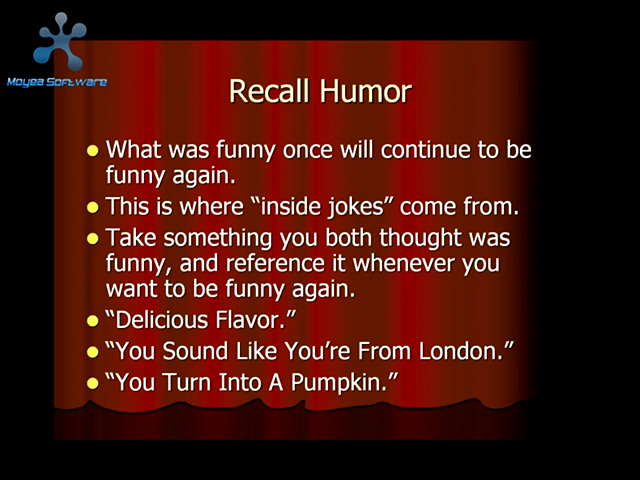 Moyea Software
Recall Humor
What was funny once will continue to be
funny again.
This is where “inside jokes” come from.
Take something you both thought was
funny, and reference it whenever you
want to be funny again.
“Delicious Flavor.”
“You Sound Like You’re From London.”
“You Turn Into A Pumpkin.”